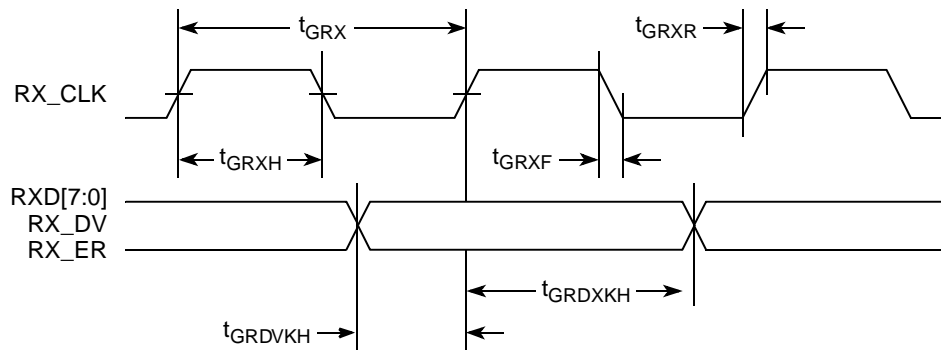 tGRX
tGRXR
RX_CLK
tGRXH
tGRXF
RXD[7:0]
RX_DV
RX_ER
tGRDXKH
tGRDVKH